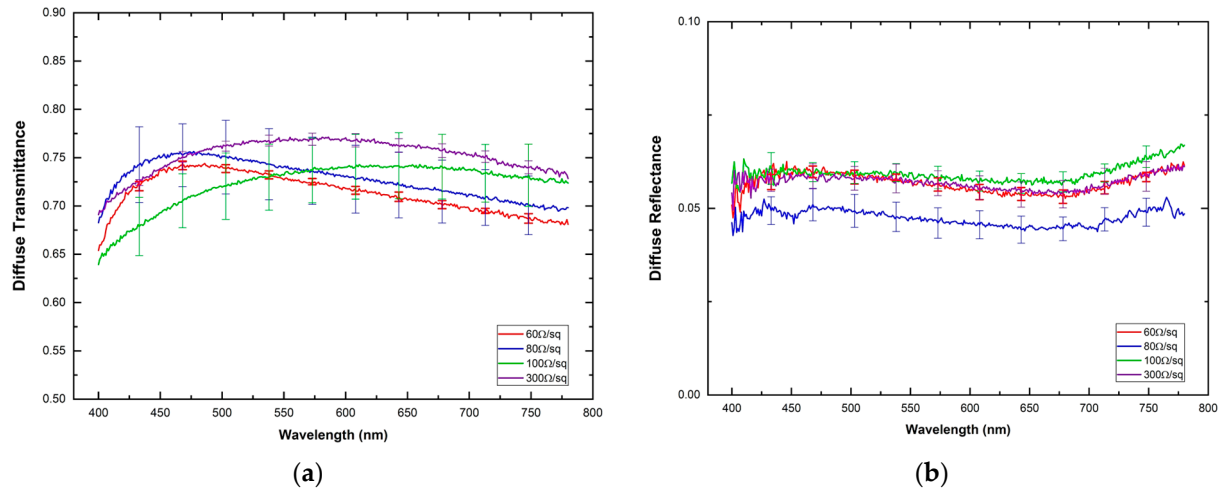 0.90
0.85
0.80
0.75
0.70
0.65
0.60
0.55
0.50
Diffuse Transmittance
400 450 500 550 600 650 700 750 800
Wavelength (nm)
60Ω/sq
80Ω/sq
100Ω/sq
300Ω/sq
(a)
0.10
0.05
0.00
Diffuse Reflectance
400 450 500 550 600 650 700 750 800
Wavelength (nm)
60Ω/sq
80Ω/sq
100Ω/sq
300Ω/sq
(b)